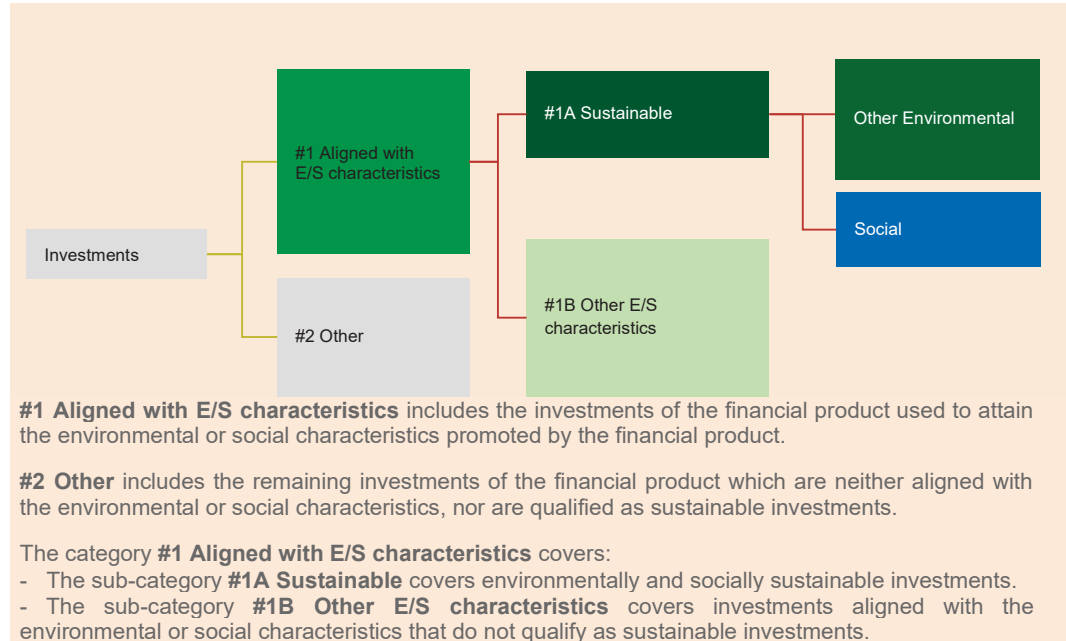 #1A Sustainable
Other Environmental
#1 Aligned with
E/S characteristics
Social
Investments
#1B Other E/S
characteristics
#2 Other
#1 Aligned with E/S characteristics includes the investments of the financial product used to attain
the environmental or social characteristics promoted by the financial product.
#2 Other includes the remaining investments of the financial product which are neither aligned with
the environmental or social characteristics, nor are qualified as sustainable investments.
The category #1 Aligned with E/S characteristics covers:
- The sub-category #1A Sustainable covers environmentally and socially sustainable investments.
- The sub-category #1B Other E/S characteristics covers investments aligned with the
environmental or social characteristics that do not qualify as sustainable investments.